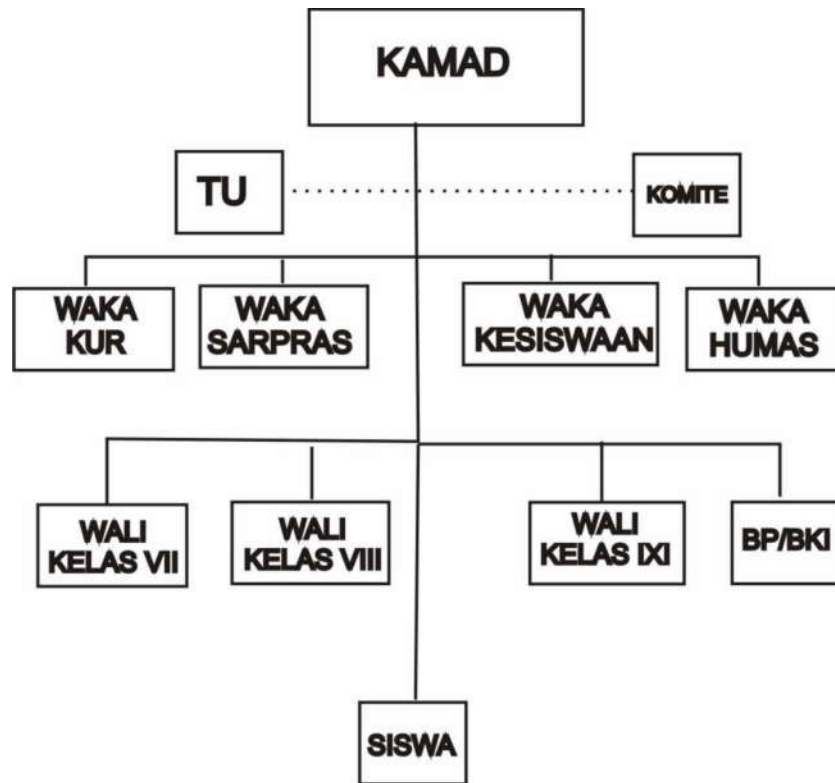 KAMAD
TU
KOMITE
WAKA
KUR
WAKA
SARPRAS
WAKA
KESISWAAN
WAKA
HUMAS
WALI
KELAS VII
WALI
KELAS VIII
WALI
KELAS IXI
BP/BKI
SISWA